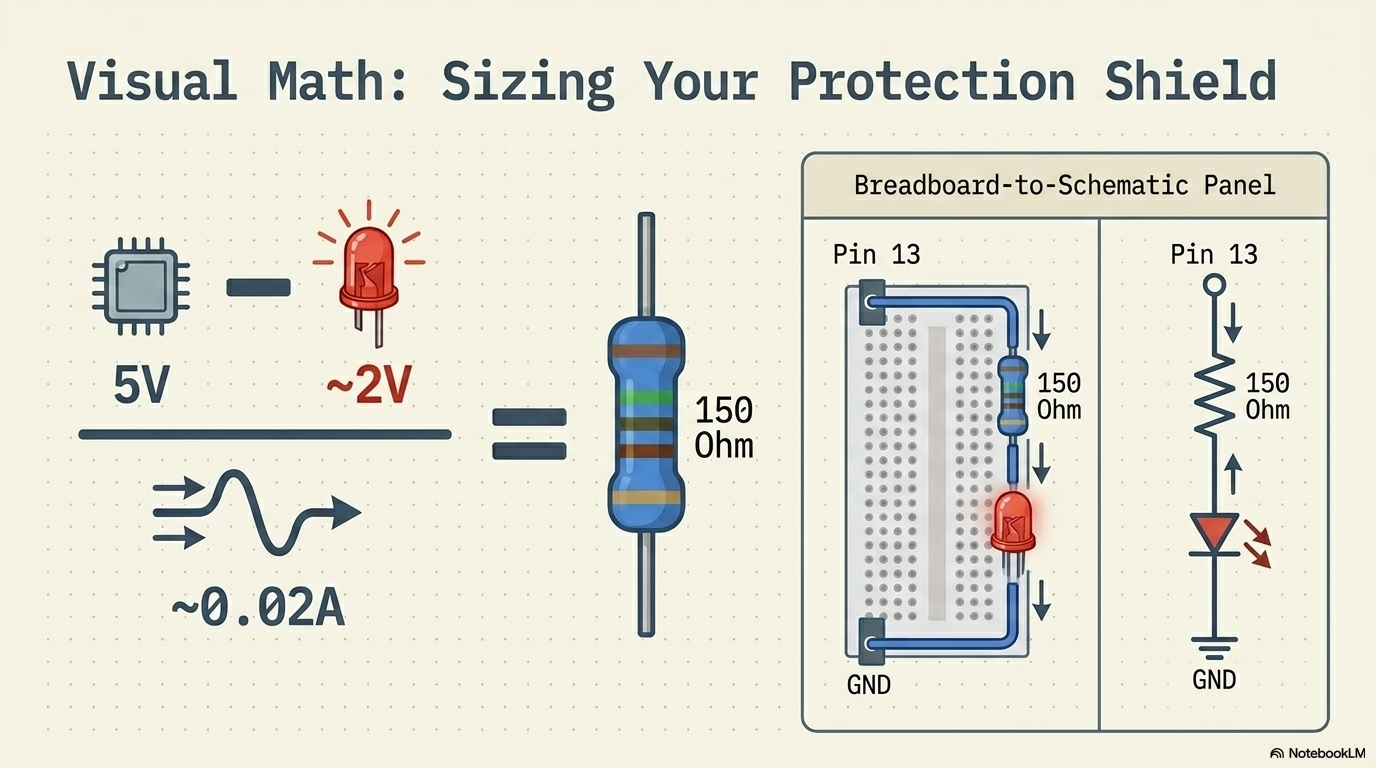 Visual Math: Sizing Your Protection Shield
5V
~2V
~0.02A
150
Ohm
Breadboard-to-Schematic Panel
Pin 13
150
Ohm
GND
Pin 13
150
Ohm
GND
NotebookLM